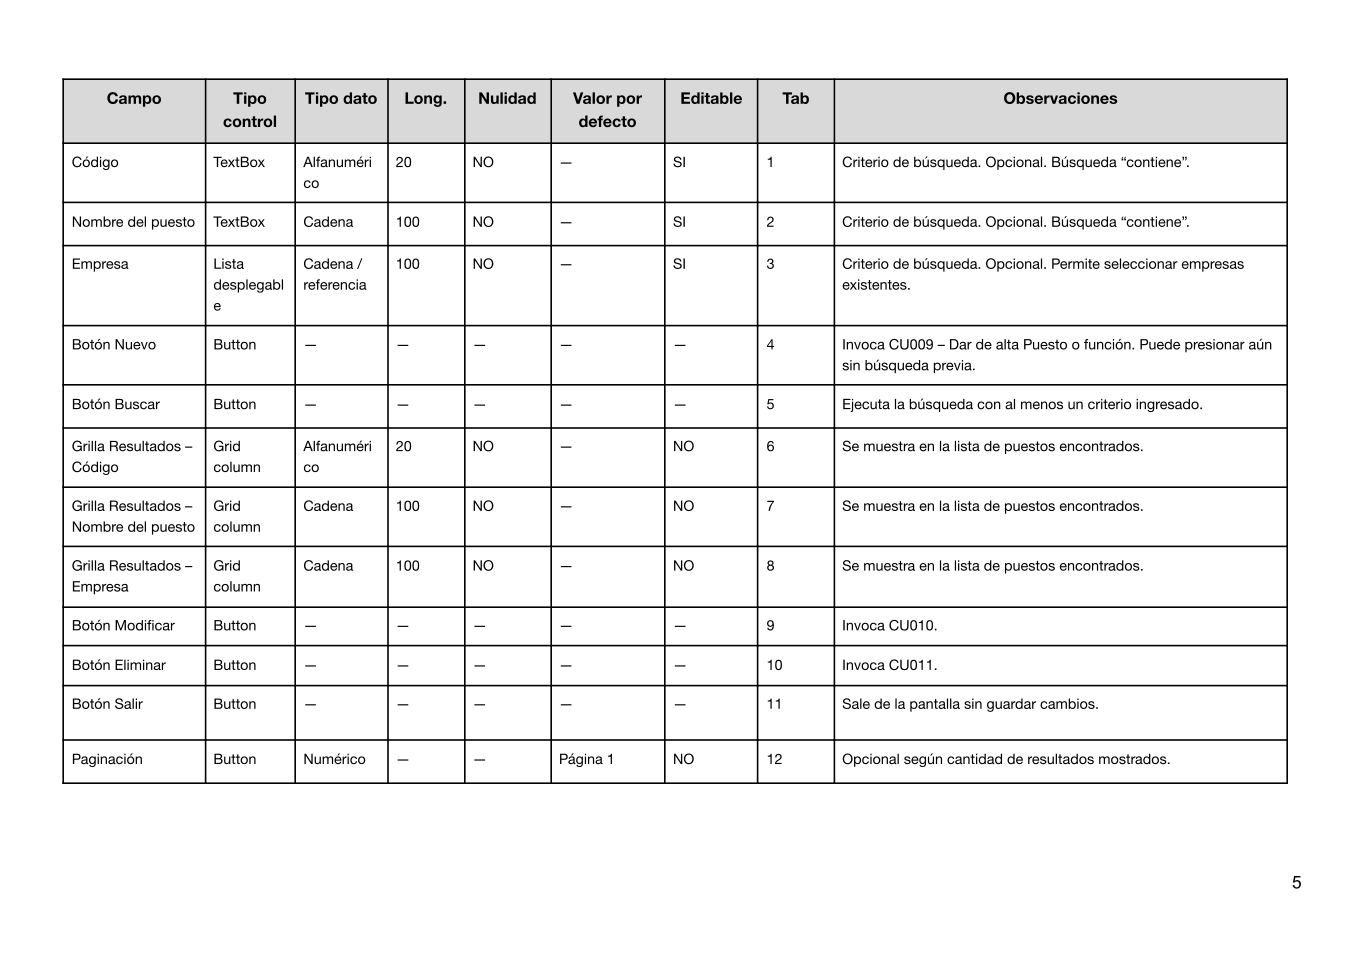 Campo Tipo control Tipo dato Long. Nulidad Valor por defecto Editable Tab Observaciones
Código TextBox Alfanuméri
co 20 NO — SI 1 Criterio de búsqueda. Opcional. Búsqueda “contiene”.
Nombre del puesto TextBox Cadena 100 NO — SI 2 Criterio de búsqueda. Opcional. Búsqueda “contiene”.
Empresa Lista desplegabl
e Cadena / referencia 100 NO — SI 3 Criterio de búsqueda. Opcional. Permite seleccionar empresas
existentes.
Botón Nuevo Button — — — — — 4 Invoca CU009 – Dar de alta Puesto o función. Puede presionar aún
sin búsqueda previa.
Botón Buscar Button — — — — — 5 Ejecuta la búsqueda con al menos un criterio ingresado.
Grilla Resultados –
Código Grid
column Alfanuméri
co 20 NO — NO 6 Se muestra en la lista de puestos encontrados.
Grilla Resultados –
Nombre del puesto Grid
column Cadena 100 NO — NO 7 Se muestra en la lista de puestos encontrados.
Grilla Resultados –
Empresa Grid
column Cadena 100 NO — NO 8 Se muestra en la lista de puestos encontrados.
Botón Modificar Button — — — — — 9 Invoca CU010.
Botón Eliminar Button — — — — — 10 Invoca CU011.
Botón Salir Button — — — — — 11 Sale de la pantalla sin guardar cambios.
Paginación Button Numérico — — Página 1 NO 12 Opcional según cantidad de resultados mostrados.
5